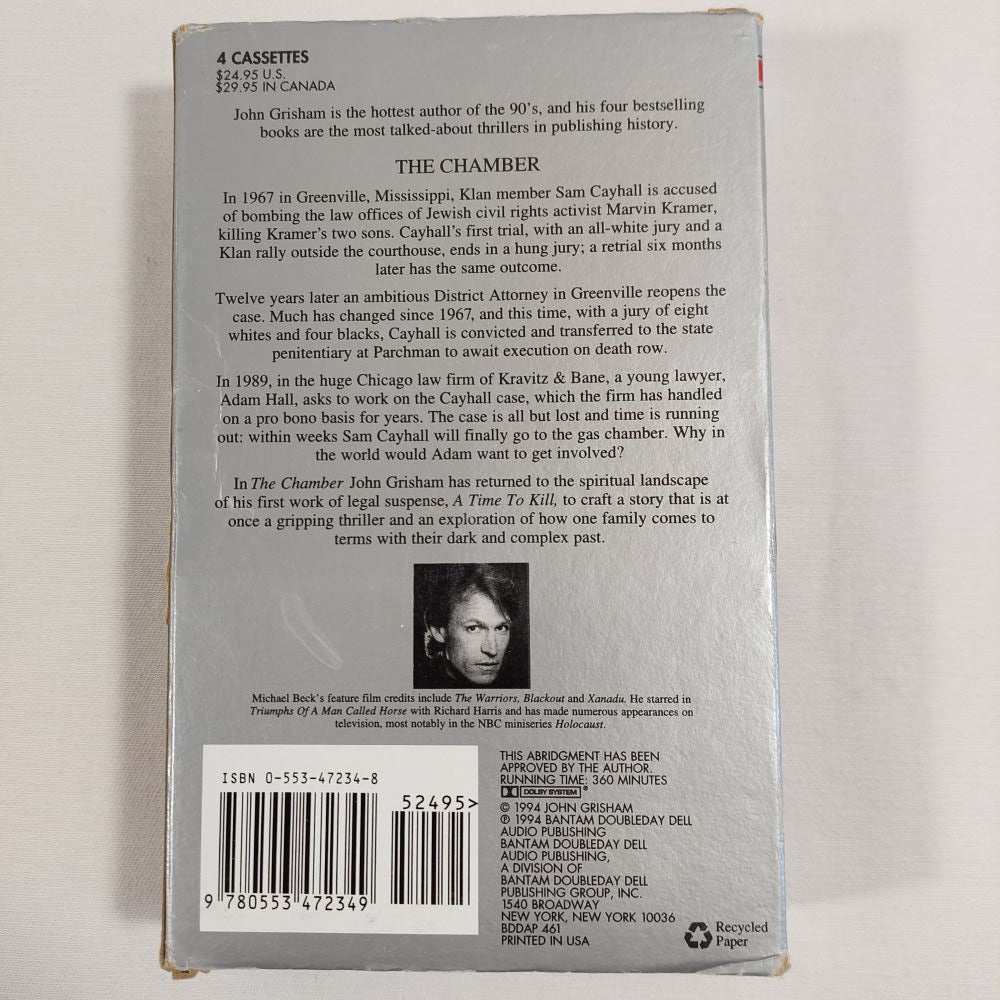 4 CASSETTES
$24.95 U.S.
$29.95 IN CANADA
John Grisham is the hottest author of the 90's, and his four bestselling
books are the most talked-about thrillers in publishing history.
THE CHAMBER
In 1967 in Greenville, Mississippi, Klan member Sam Cayhall is accused
of bombing the law offices of Jewish civil rights activist Marvin Kramer,
killing Kramer's two sons. Cayhall's first trial, with an all-white jury and a
Klan rally outside the courthouse, ends in a hung jury; a retrial six months
later has the same outcome.
Twelve years later an ambitious District Attorney in Greenville reopens the
case. Much has changed since 1967, and this time, with a jury of eight
whites and four blacks, Cayhall is convicted and transferred to the state
penitentiary at Parchman to await execution on death row.
In 1989, in the huge Chicago law firm of Kravitz & Bane, a young lawyer,
Adam Hall, asks to work on the Cayhall case, which the firm has handled
on a pro bono basis for years. The case is all but lost and time is running
out: within weeks Sam Cayhall will finally go to the gas chamber. Why in
the world would Adam want to get involved?
In The Chamber John Grisham has returned to the spiritual landscape
of his first work of legal suspense, A Time To Kill, to craft a story that is at
once a gripping thriller and an exploration of how one family comes to
terms with their dark and complex past.
Michael Beck's feature film credits include The Warriors, Blackout and Xanadu. He starred in
Triumphs Of A Man Called Horse with Richard Harris and has made numerous appearances on
television, most notably in the NBC miniseries Holocaust.
ISBN 0-553-47234-8
52495>
9 780553 472349
THIS ABRIDGMENT HAS BEEN
APPROVED BY THE AUTHOR.
RUNNING TIME: 360 MINUTES
DOLBY SYSTEM ®
© 1994 JOHN GRISHAM
℗ 1994 BANTAM DOUBLEDAY DELL
AUDIO PUBLISHING
BANTAM DOUBLEDAY DELL
AUDIO PUBLISHING,
A DIVISION OF
BANTAM DOUBLEDAY DELL
PUBLISHING GROUP, INC.
1540 BROADWAY
NEW YORK, NEW YORK 10036
BDDAP 461
PRINTED IN USA
Recycled
Paper